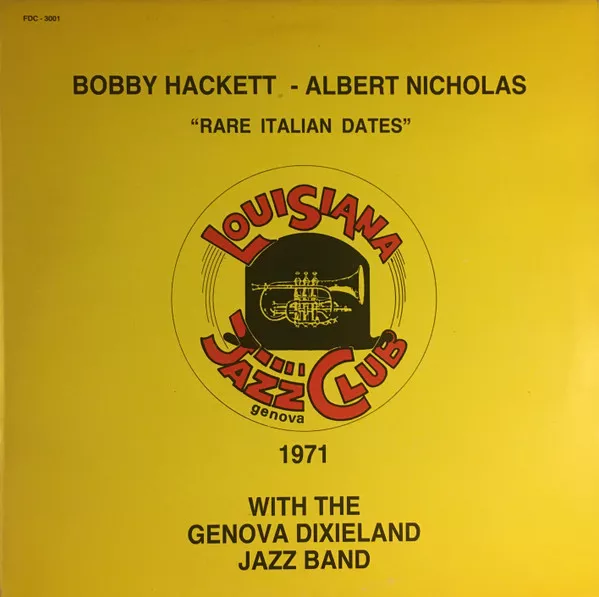 FDC - 3001
BOBBY HACKETT - ALBERT NICHOLAS
“RARE ITALIAN DATES”
LOUISIANA
JAZZ CLUB
genova
1971
WITH THE
GENOVA DIXIELAND
JAZZ BAND